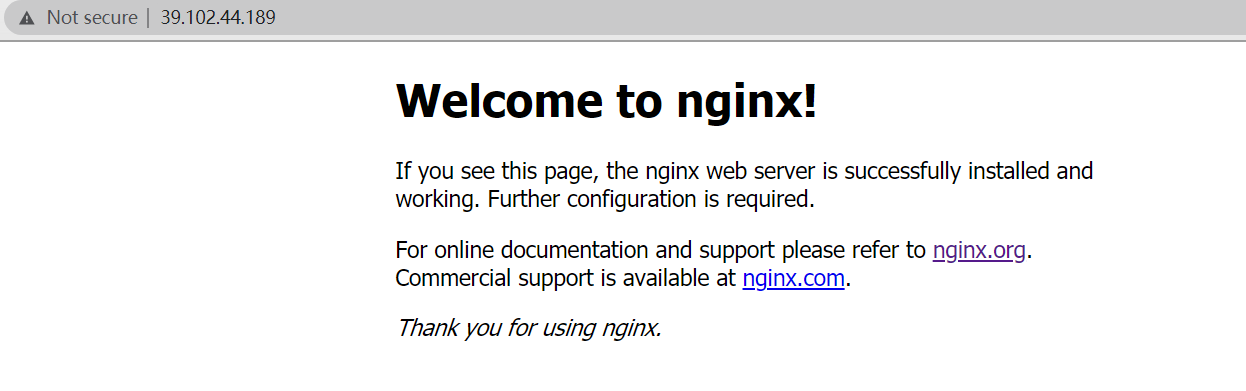 Not secure | 39.102.44.189
Welcome to nginx!
If you see this page, the nginx web server is successfully installed and
working. Further configuration is required.
For online documentation and support please refer to nginx.org.
Commercial support is available at nginx.com.
Thank you for using nginx.